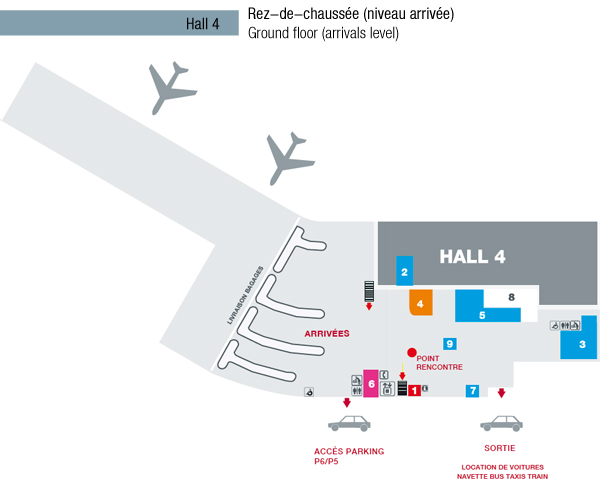 Hall 4
Rez–de–chaussée (niveau arrivée)
Ground floor (arrivals level)
HALL 4
LIVRAISON BAGAGES
2
4
8
5
ARRIVÉES
9
3
POINT
RENCONTRE
6
1
7
ACCÈS PARKING
P6/P5
SORTIE
LOCATION DE VOITURES
NAVETTE BUS TAXIS TRAIN